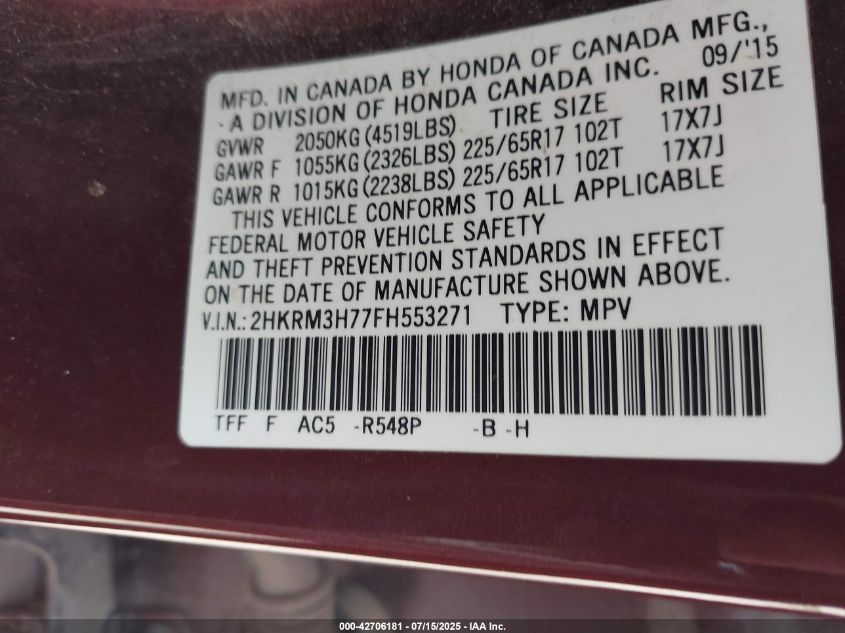 MFD. IN CANADA BY HONDA OF CANADA MFG.,
A DIVISION OF HONDA CANADA INC. 09/'15
GVWR 2050KG (4519LBS) TIRE SIZE RIM SIZE
GAWR F 1055KG (2326LBS) 225/65R17 102T 17X7J
GAWR R 1015KG (2238LBS) 225/65R17 102T 17X7J
THIS VEHICLE CONFORMS TO ALL APPLICABLE
FEDERAL MOTOR VEHICLE SAFETY
AND THEFT PREVENTION STANDARDS IN EFFECT
ON THE DATE OF MANUFACTURE SHOWN ABOVE.
V.I.N.: 2HKRM3H77FH553271 TYPE: MPV
TFF F AC5 -R548P -B -H
000-42706181 - 07/15/2025 - IAA Inc.